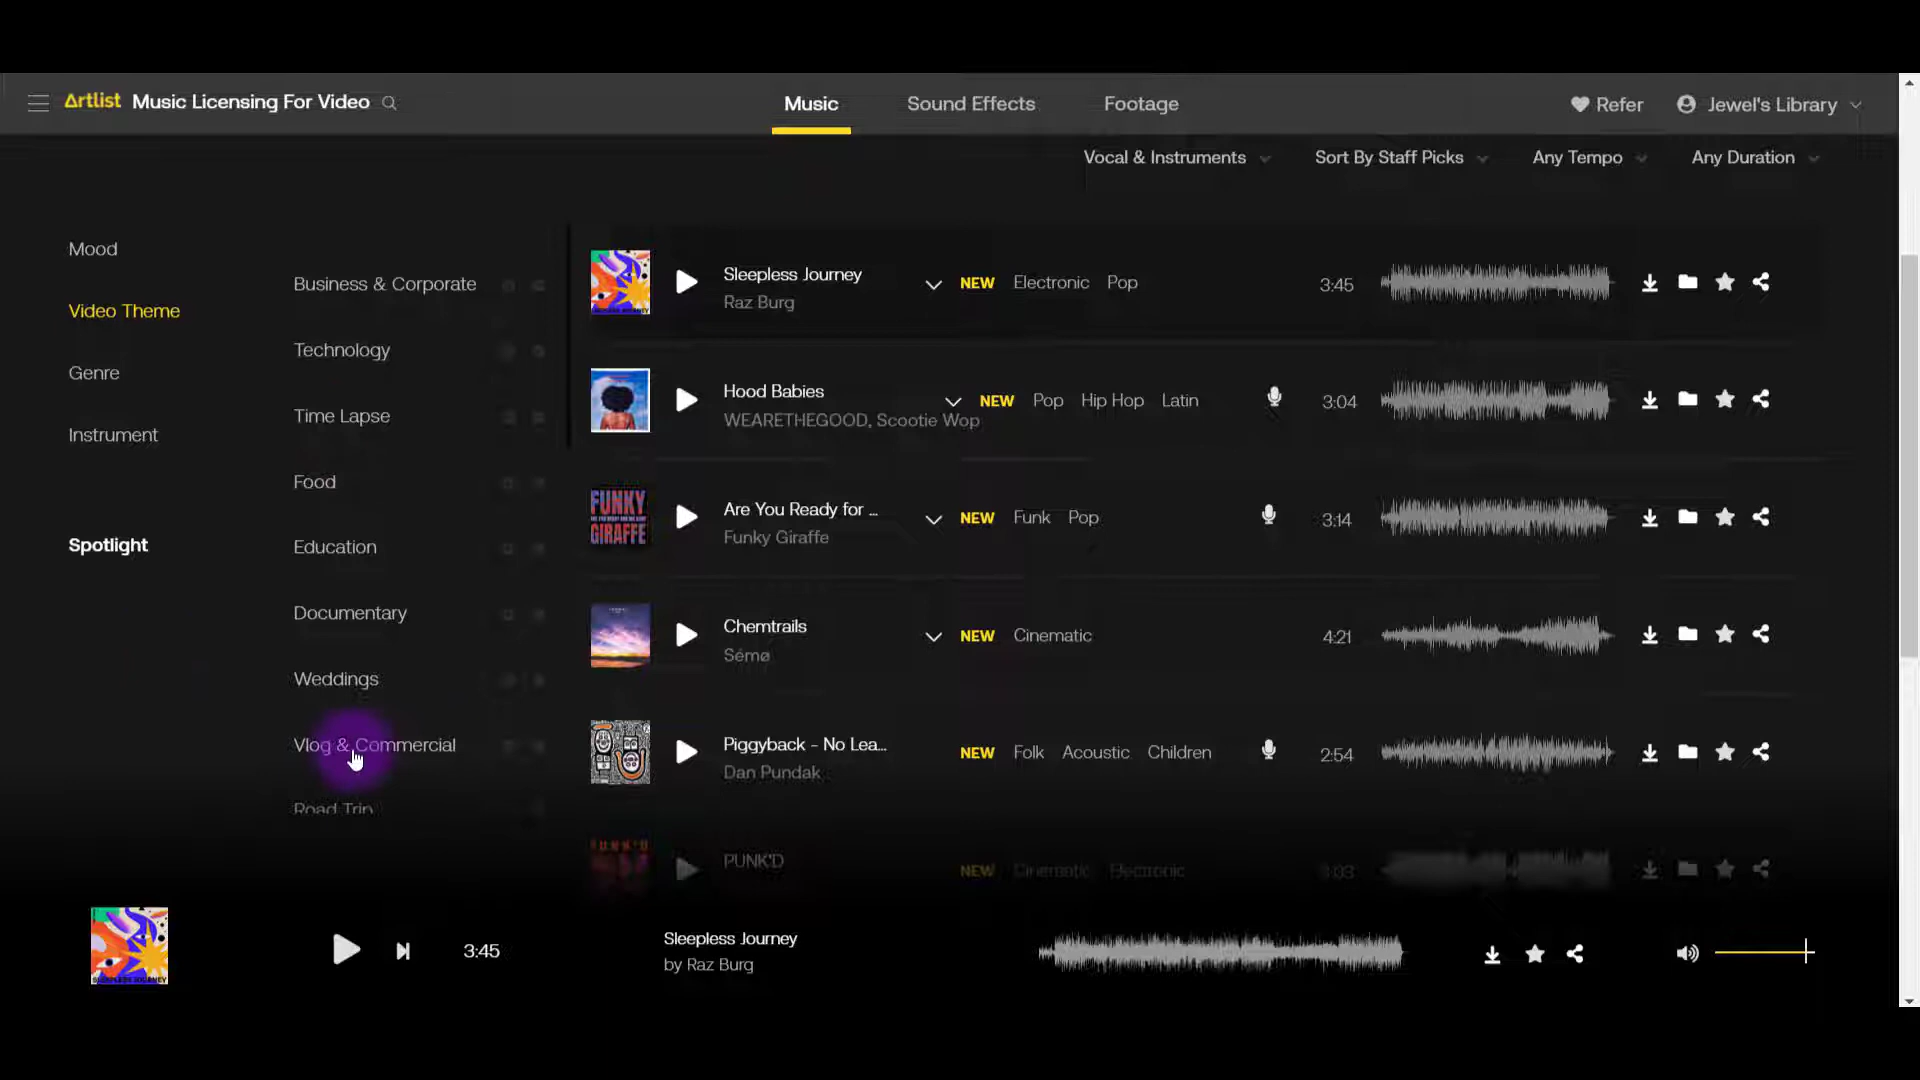 Artlist Music Licensing For Video
Music Sound Effects Footage
Refer Jewel's Library
Vocal & Instruments Sort By Staff Picks Any Tempo Any Duration
Mood
Video Theme
Genre
Instrument
Spotlight
Business & Corporate
Technology
Time Lapse
Food
Education
Documentary
Weddings
Vlog & Commercial
Road Trip
Sleepless Journey NEW Electronic Pop 3:45
Raz Burg
Hood Babies NEW Pop Hip Hop Latin 3:04
WEARETHEGOOD, Scootie Wop
FUNKY
GIRAFFE
Are You Ready for ... NEW Funk Pop 3:14
Funky Giraffe
Chemtrails NEW Cinematic 4:21
Sémø
Piggyback - No Lea... NEW Folk Acoustic Children 2:54
Dan Pundak
PUNK'D NEW Cinematic Electronic 3:03
3:45
Sleepless Journey
by Raz Burg